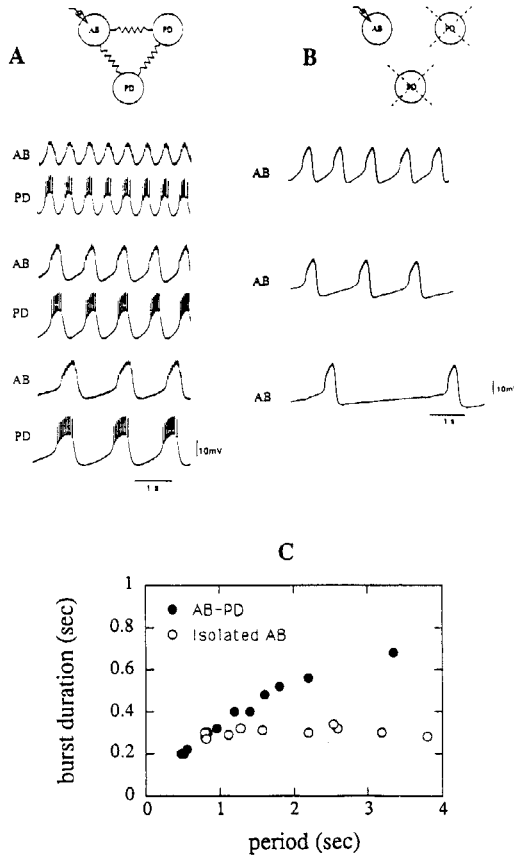 A
AB
PD
PD
B
AB
PD
PD
AB
PD
AB
PD
AB
PD
10mV
1 s
AB
AB
AB
10mV
1 s
C
burst duration (sec)
1
0.8
0.6
0.4
0.2
0
AB-PD
Isolated AB
0
1
2
3
4
period (sec)